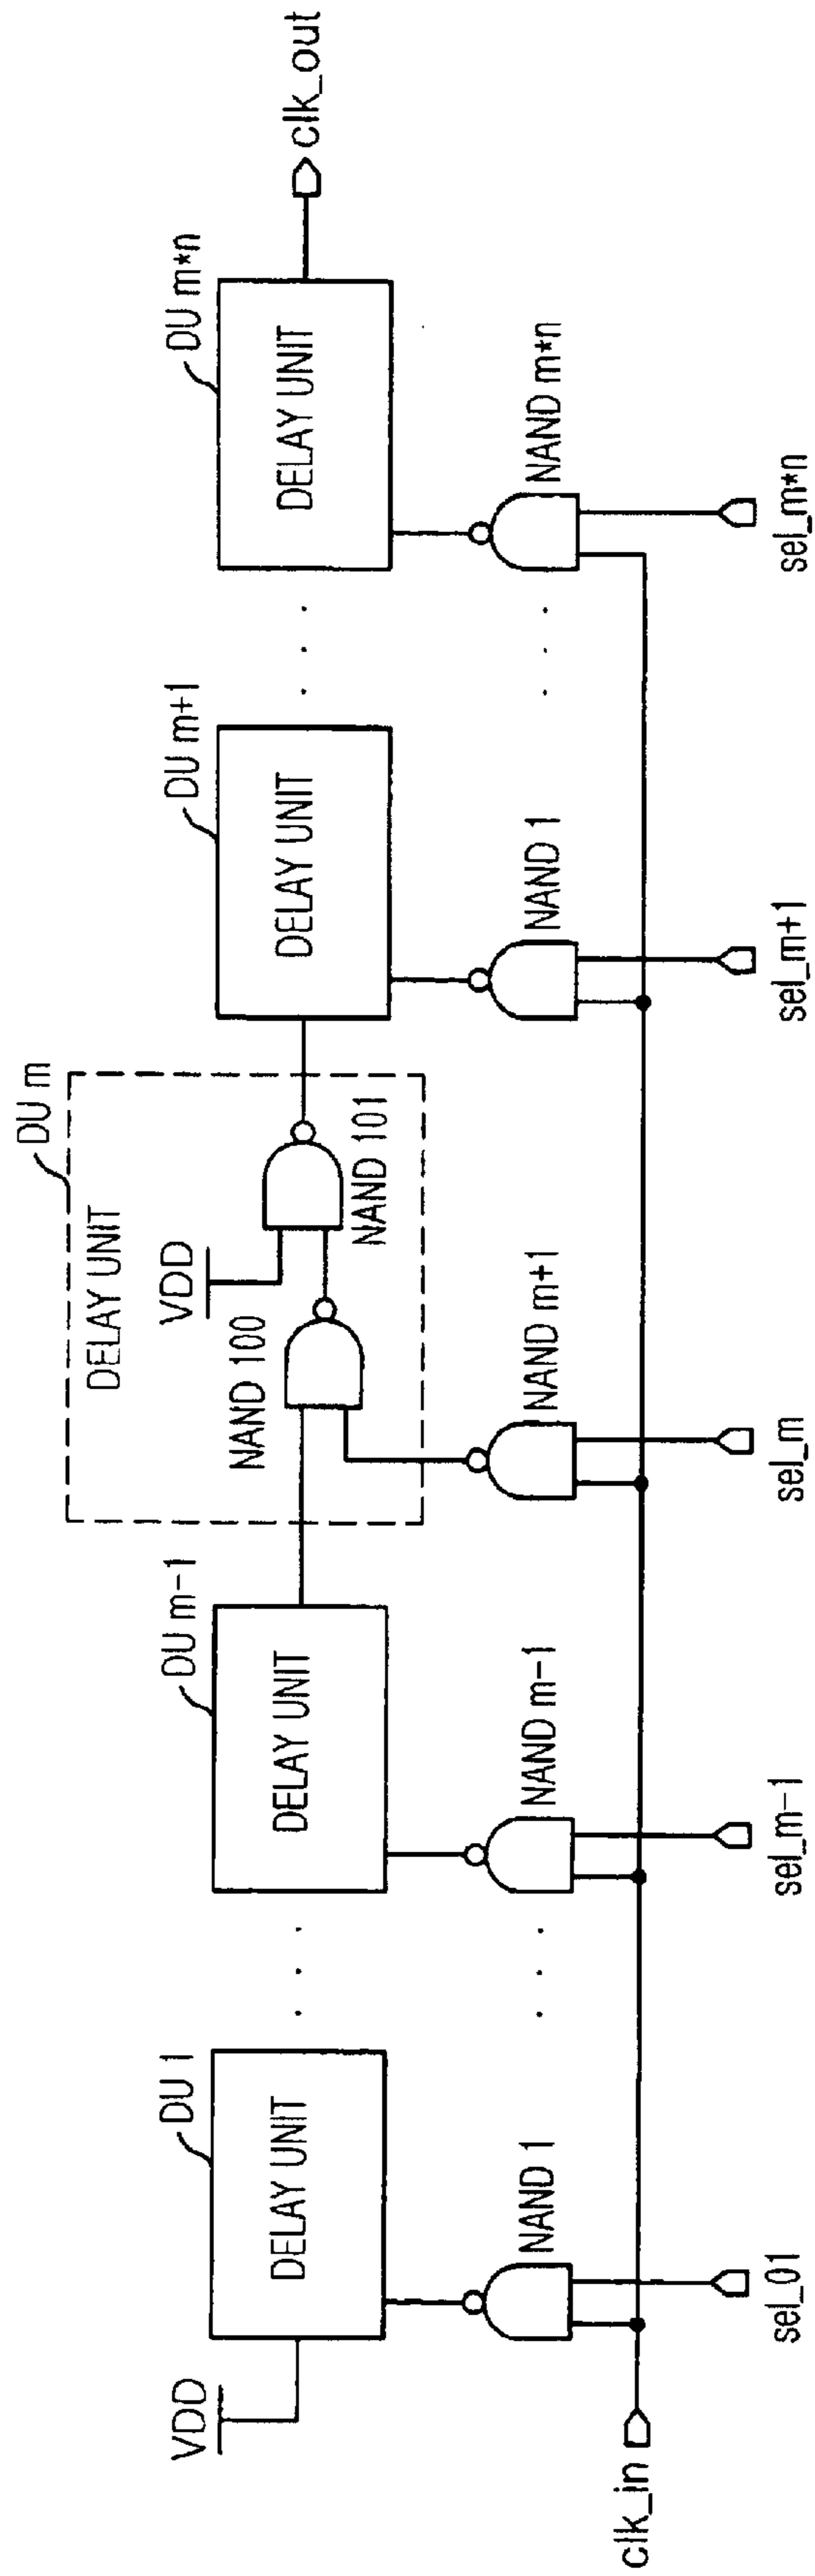 DU 1
DU m-1
DU m
DU m+1
DU m*n
VDD
DELAY UNIT
DELAY UNIT
DELAY UNIT
VDD
NAND 100
NAND 101
DELAY UNIT
DELAY UNIT
clk_out
NAND 1
NAND m-1
NAND m+1
NAND 1
NAND m*n
clk_in
sel_01
sel_m-1
sel_m
sel_m+1
sel_m*n